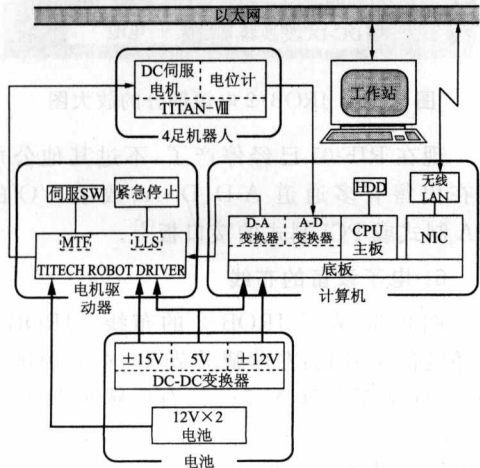 以太网
DC伺服
电机
电位计
TITAN-Ⅷ
4足机器人
工作站
伺服SW
紧急停止
MTF
LLS
TITECH ROBOT DRIVER
电机驱
动器
HDD
无线
LAN
D-A
变换器
A-D
变换器
CPU
主板
NIC
底板
计算机
±15V
5V
±12V
DC-DC变换器
12V×2
电池
电池